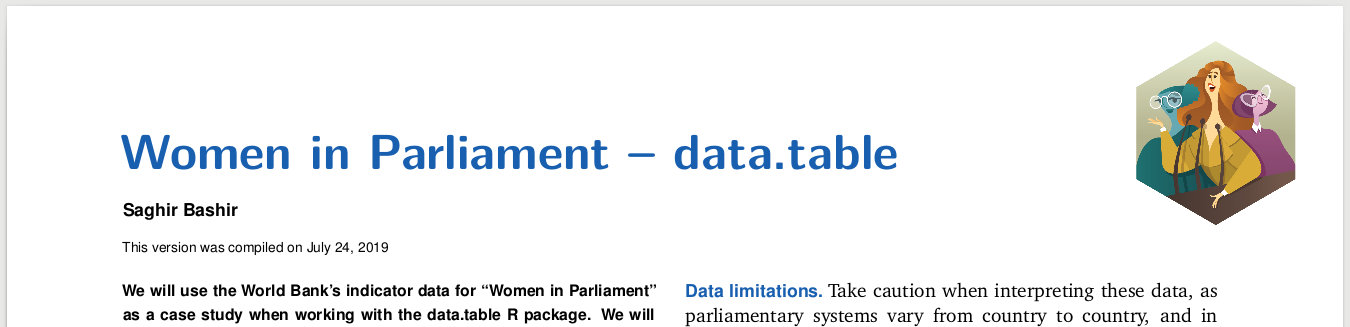 Women in Parliament – data.table
Saghir Bashir
This version was compiled on July 24, 2019
We will use the World Bank’s indicator data for “Women in Parliament”
as a case study when working with the data.table R package. We will
Data limitations. Take caution when interpreting these data, as
parliamentary systems vary from country to country, and in